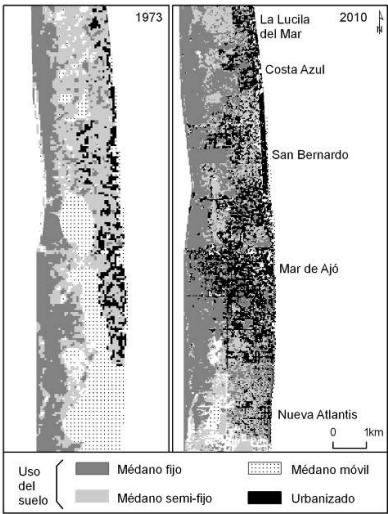 1973
2010
N
La Lucila
del Mar
Costa Azul
San Bernardo
Mar de Ajó
Nueva Atlantis
0 1km
Uso
del
suelo
Médano fijo
Médano semi-fijo
Médano móvil
Urbanizado